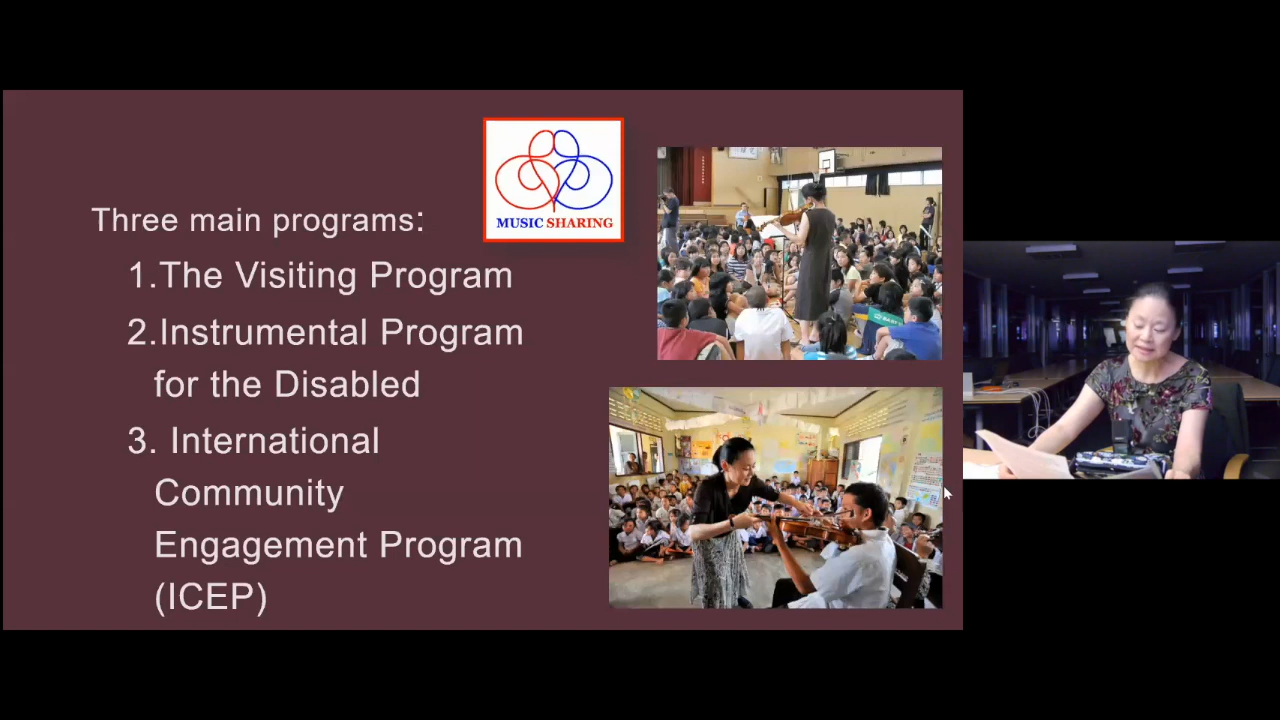 MUSIC SHARING
Three main programs:
1.The Visiting Program
2.Instrumental Program
for the Disabled
3. International
Community
Engagement Program
(ICEP)